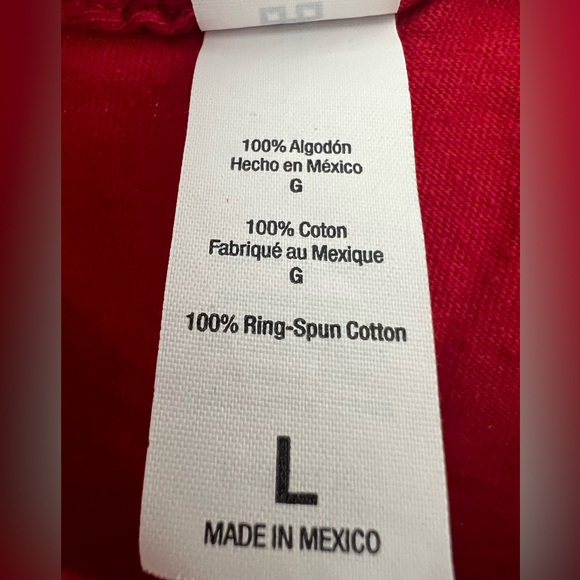 100% Algodón
Hecho en México
G
100% Coton
Fabriqué au Mexique
G
100% Ring-Spun Cotton
L
MADE IN MEXICO